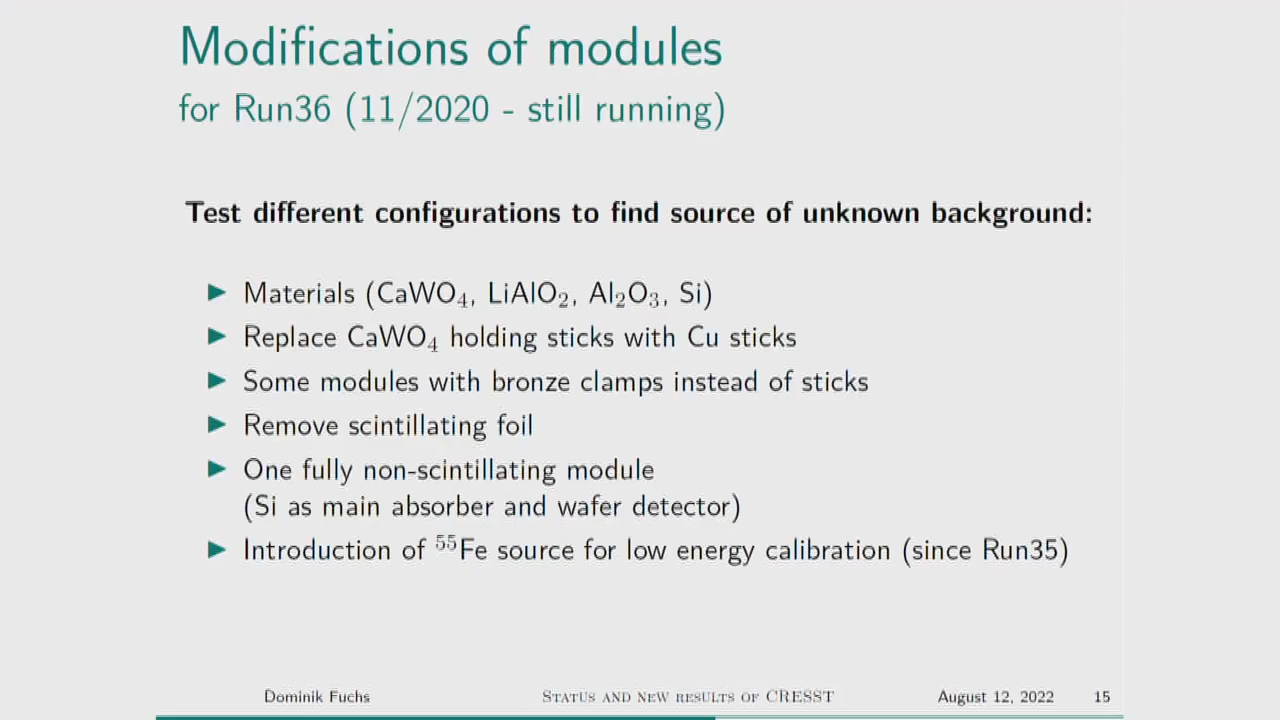 Modifications of modules
for Run36 (11/2020 - still running)
Test different configurations to find source of unknown background:
▶ Materials (CaWO₄, LiAlO₂, Al₂O₃, Si)
▶ Replace CaWO₄ holding sticks with Cu sticks
▶ Some modules with bronze clamps instead of sticks
▶ Remove scintillating foil
▶ One fully non-scintillating module
(Si as main absorber and wafer detector)
▶ Introduction of ⁵⁵Fe source for low energy calibration (since Run35)
Dominik Fuchs Status and new results of CRESST August 12, 2022 15